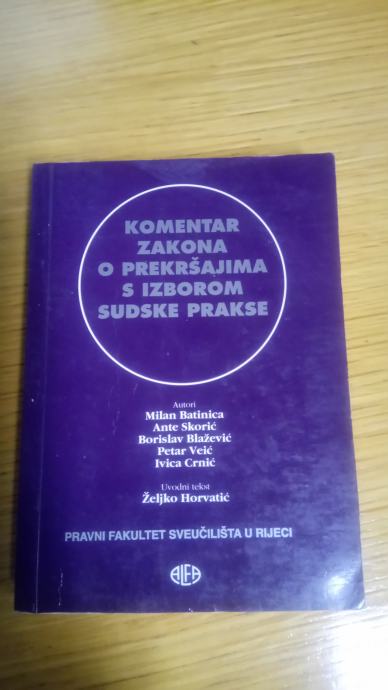 KOMENTAR
ZAKONA
O PREKRŠAJIMA
S IZBOROM
SUDSKE PRAKSE
Autori
Milan Batinica
Ante Skorić
Borislav Blažević
Petar Veić
Ivica Crnić
Uvodni tekst
Željko Horvatić
PRAVNI FAKULTET SVEUČILIŠTA U RIJECI
ALFA